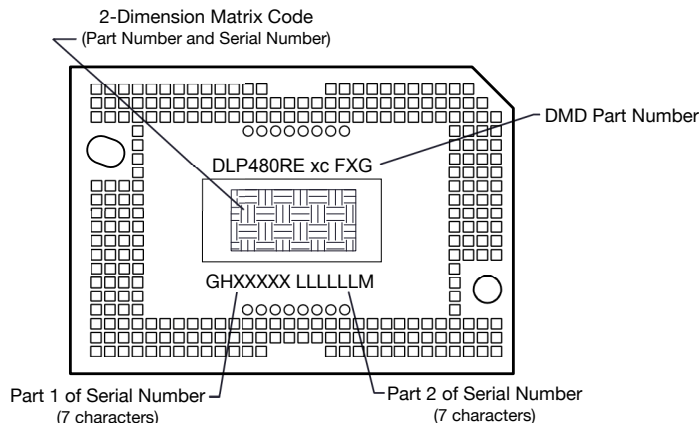 2-Dimension Matrix Code
(Part Number and Serial Number)
DMD Part Number
DLP480RE xc FXG
GHXXXXX LLLLLLM
Part 1 of Serial Number
(7 characters)
Part 2 of Serial Number
(7 characters)